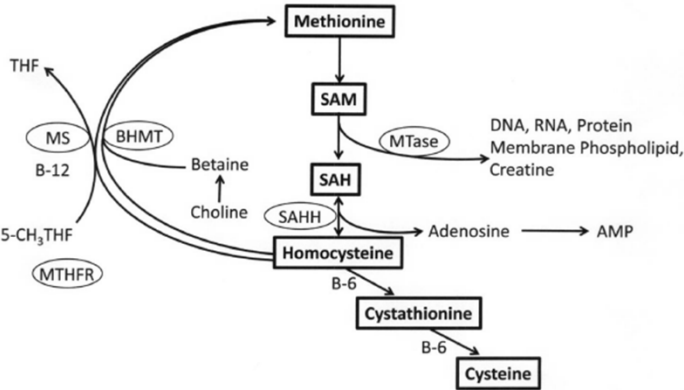 Methionine
THF
SAM
MS
BHMT
DNA, RNA, Protein
Membrane Phospholipid,
Creatine
MTase
B-12
Betaine
SAH
Choline
SAHH
5-CH₃THF
Adenosine
AMP
Homocysteine
MTHFR
B-6
Cystathionine
B-6
Cysteine